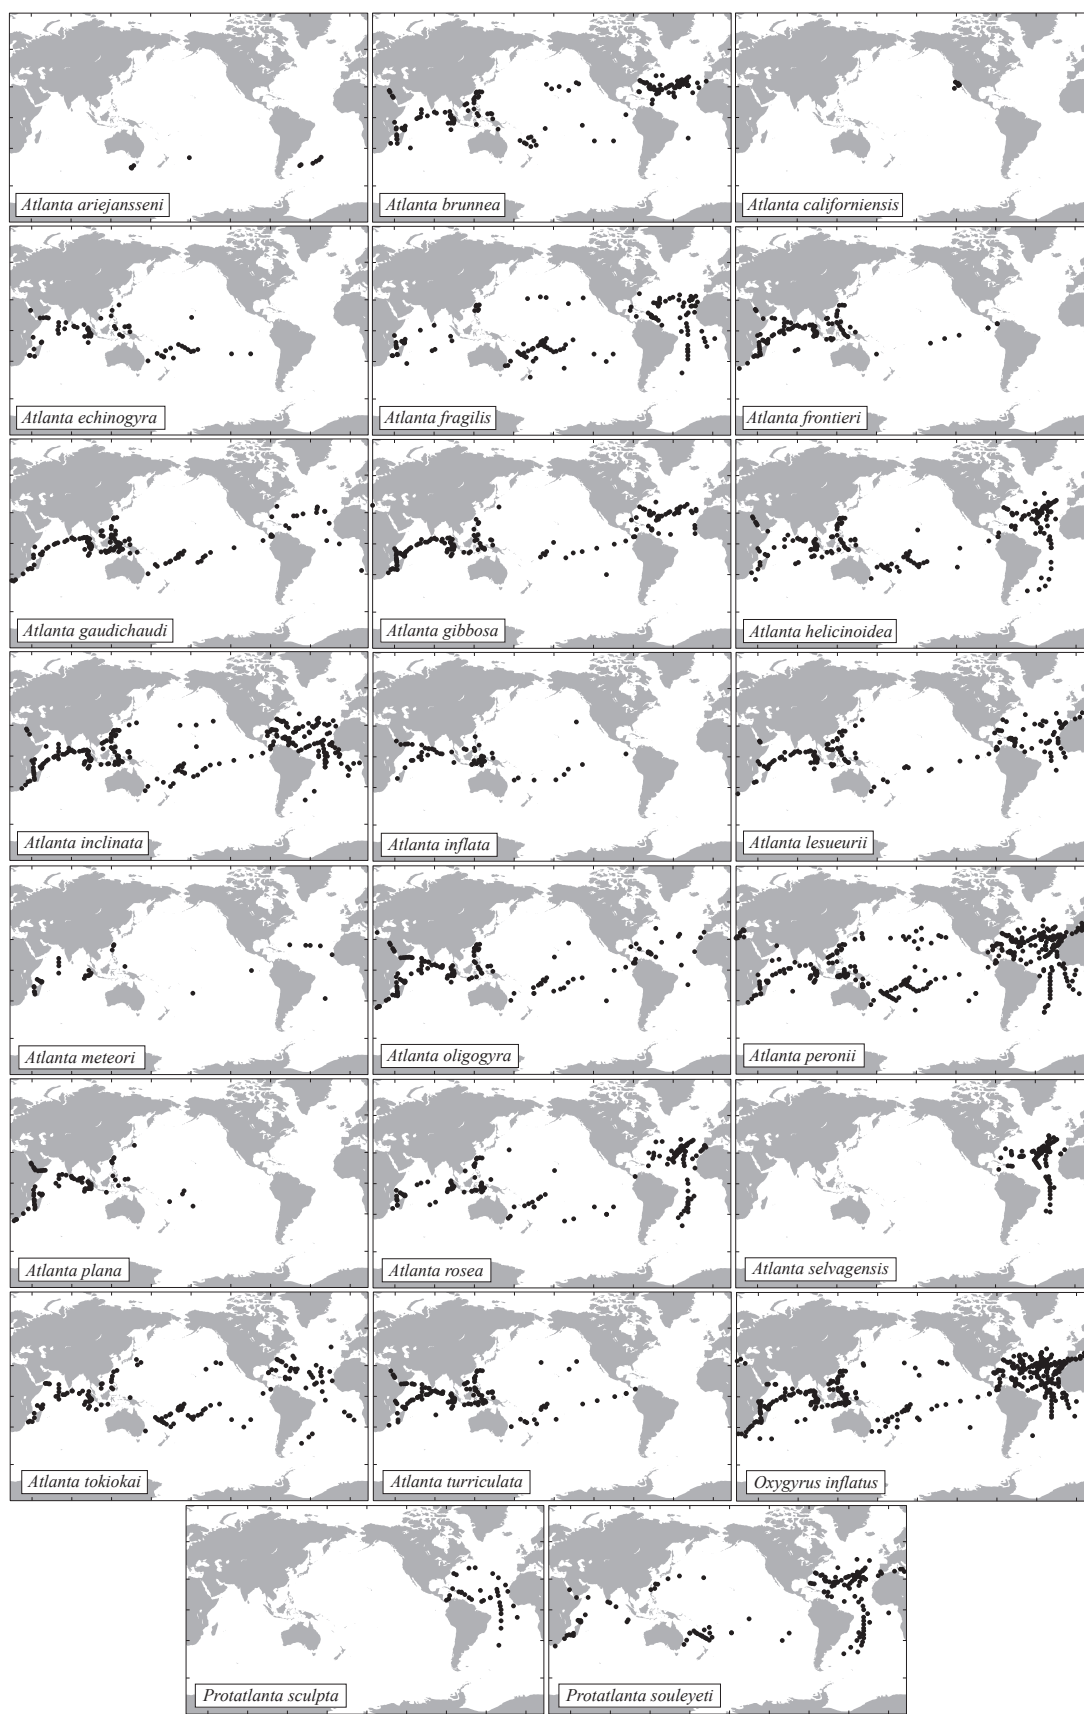 Atlanta ariejansseni
Atlanta brunnea
Atlanta californiensis
Atlanta echinogyra
Atlanta fragilis
Atlanta frontieri
Atlanta gaudichaudi
Atlanta gibbosa
Atlanta helicinoidea
Atlanta inclinata
Atlanta inflata
Atlanta lesueurii
Atlanta meteori
Atlanta oligogyra
Atlanta peronii
Atlanta plana
Atlanta rosea
Atlanta selvagensis
Atlanta tokiokai
Atlanta turriculata
Oxygyrus inflatus
Protatlanta sculpta
Protatlanta souleyeti